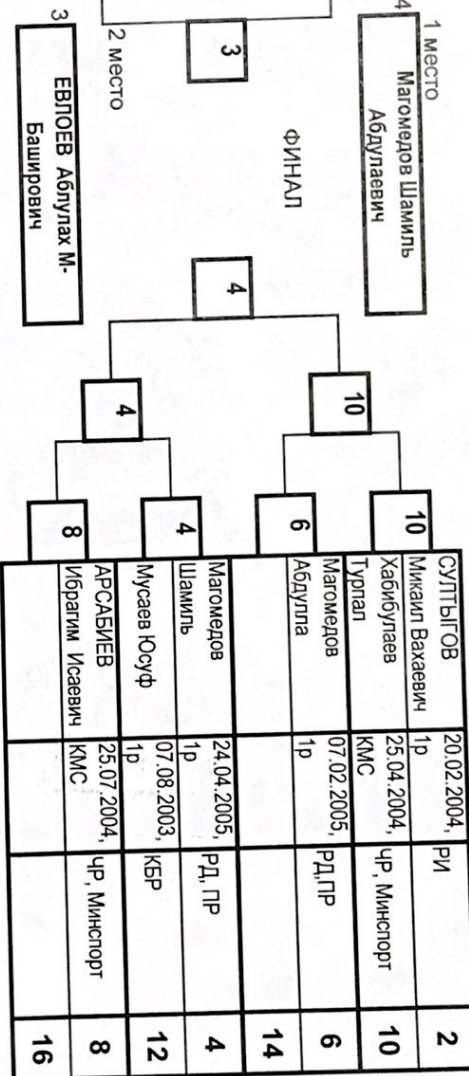 4
1 место
Магомедов Шамиль
Абдулаевич
3
ФИНАЛ
2 место
3
ЕВЛОЕВ Абдулах М-
Баширович
4
10
4
10
6
4
8
СУЛТЫГОВ
Микаил Вахаевич
20.02.2004,
1р
РИ
2
Хабибулаев
Турпал
25.04.2004,
КМС
ЧР, Минспорт
10
Магомедов
Абдулла
07.02.2005,
1р
РД,ПР
6
14
Магомедов
Шамиль
24.04.2005,
1р
РД, ПР
4
Мусаев Юсуф
07.08.2003,
1р
КБР
12
АРСАБИЕВ
Ибрагим Исаевич
25.07.2004,
КМС
ЧР, Минспорт
8
16